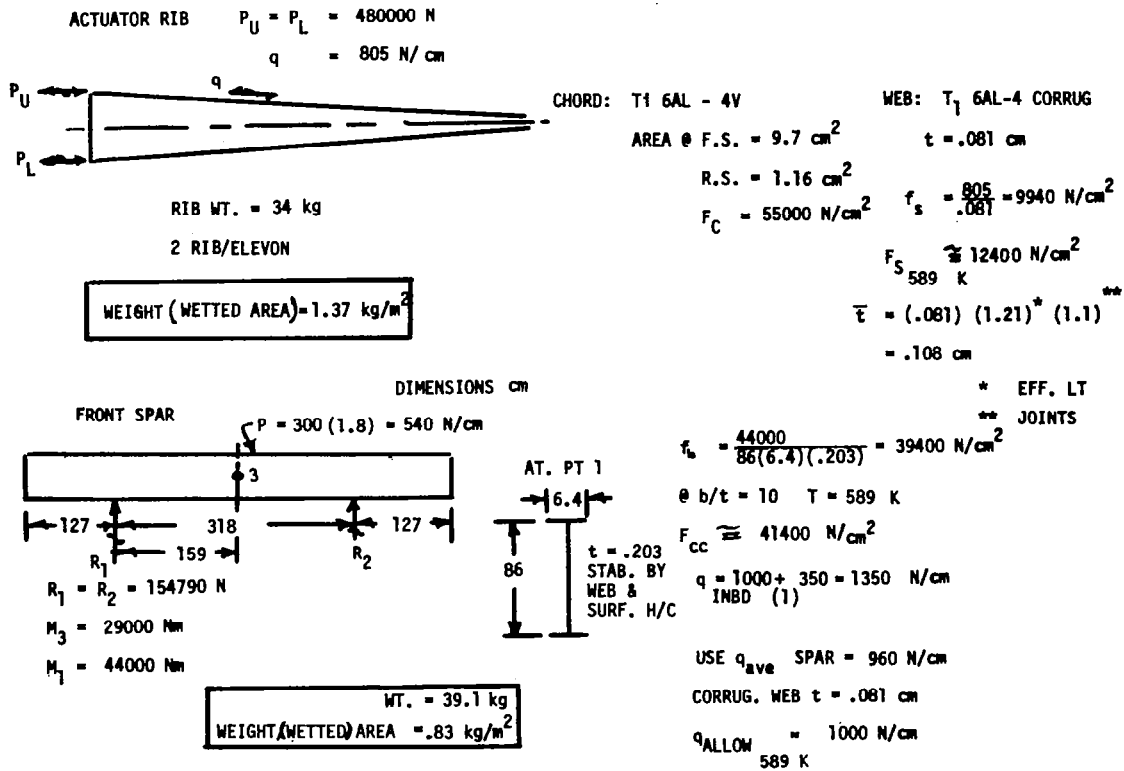 ACTUATOR RIB P_U = P_L = 480000 N
q = 805 N/cm
q
P_U
P_L
RIB WT. = 34 kg
2 RIB/ELEVON
WEIGHT (WETTED AREA)=1.37 kg/m²
CHORD: T1 6AL - 4V
AREA @ F.S. = 9.7 cm²
R.S. = 1.16 cm²
F_C = 55000 N/cm²
WEB: T₁ 6AL-4 CORRUG
t = .081 cm
f_s = 805/.081 = 9940 N/cm²
F_S 589 K ≅ 12400 N/cm²
t̄ = (.081) (1.21)* (1.1)**
= .108 cm
* EFF. LT
** JOINTS
DIMENSIONS cm
FRONT SPAR
P = 300 (1.8) = 540 N/cm
3
127
318
127
159
R₁
R₂
R₁ = R₂ = 154790 N
M₃ = 29000 Nm
M₁ = 44000 Nm
WT. = 39.1 kg
WEIGHT(WETTED)AREA = .83 kg/m²
AT. PT 1
6.4
86
t = .203
STAB. BY
WEB &
SURF. H/C
f_b = 44000/86(6.4)(.203) = 39400 N/cm²
@ b/t = 10 T = 589 K
F_cc ≅ 41400 N/cm²
q = 1000+ 350 = 1350 N/cm
INBD (1)
USE q_ave SPAR = 960 N/cm
CORRUG. WEB t = .081 cm
q_ALLOW 589 K = 1000 N/cm